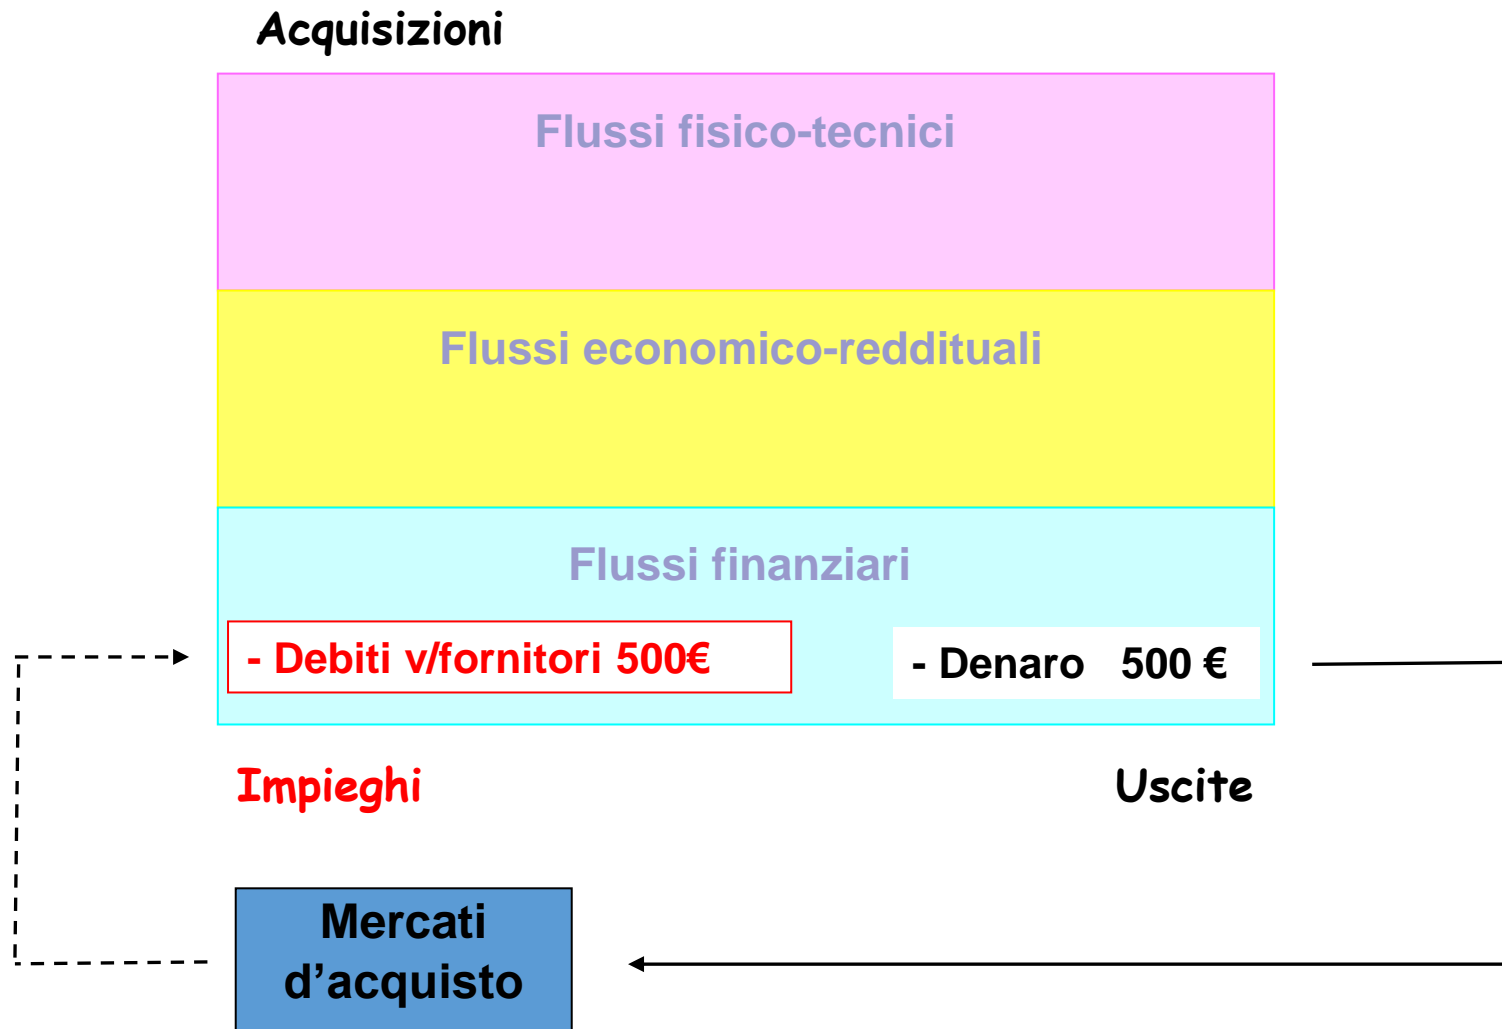 Acquisizioni
Flussi fisico-tecnici
Flussi economico-reddituali
Flussi finanziari
- Debiti v/fornitori 500€
- Denaro 500 €
Impieghi
Uscite
Mercati
d’acquisto